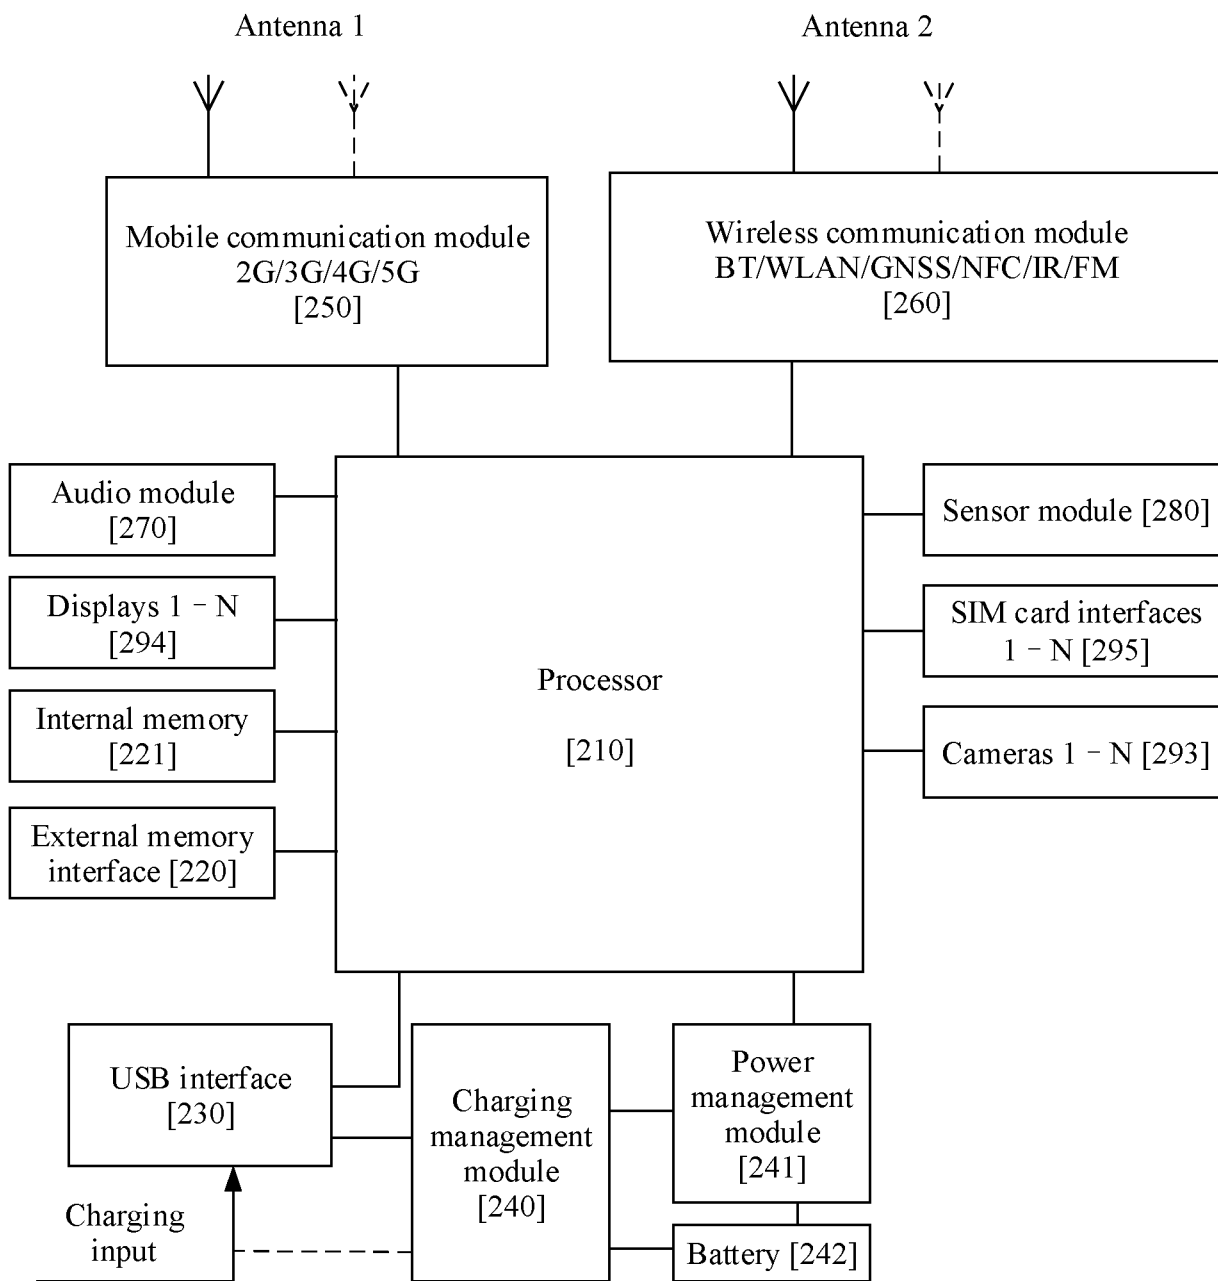 Antenna 1
Antenna 2
Mobile communication module
2G/3G/4G/5G
[250]
Wireless communication module
BT/WLAN/GNSS/NFC/IR/FM
[260]
Audio module
[270]
Displays 1 – N
[294]
Internal memory
[221]
External memory
interface [220]
Processor
[210]
Sensor module [280]
SIM card interfaces
1 – N [295]
Cameras 1 – N [293]
USB interface
[230]
Charging
management
module
[240]
Power
management
module
[241]
Charging
input
Battery [242]